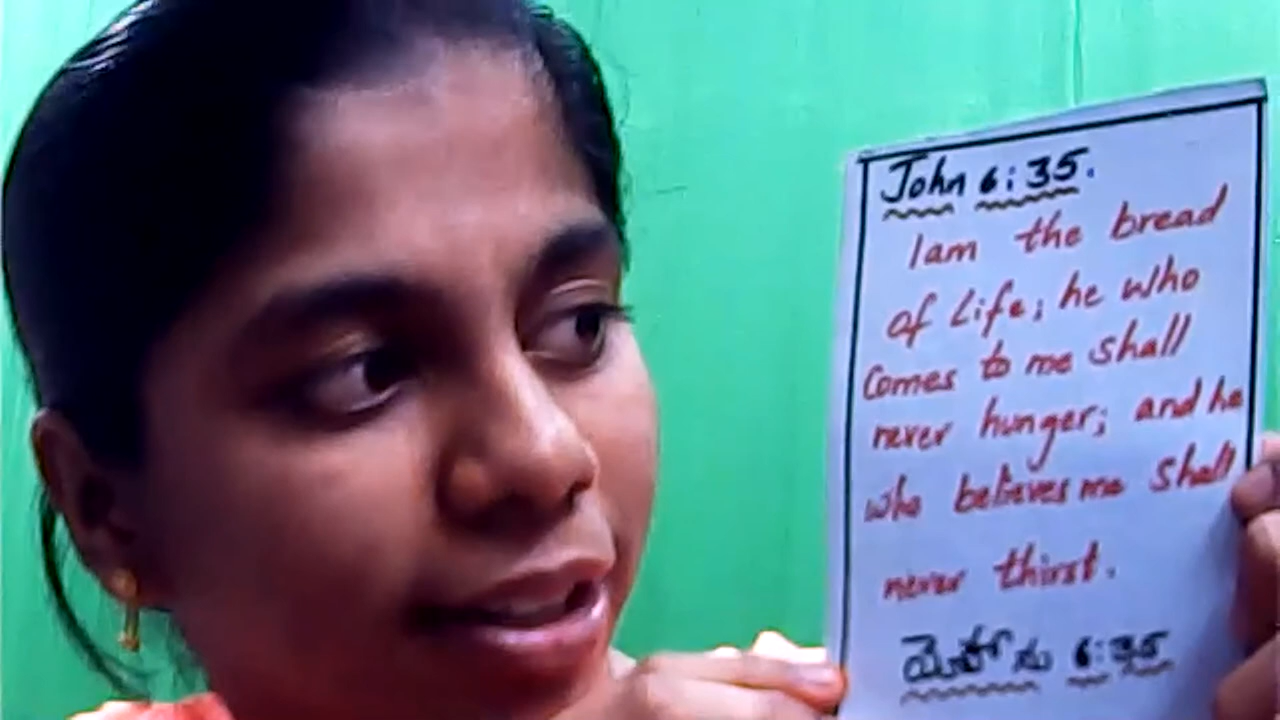 John 6:35.
Iam the bread
of Life; he who
Comes to me shall
never hunger; and he
who believes me shall
never thirst.
యోహాను 6:35